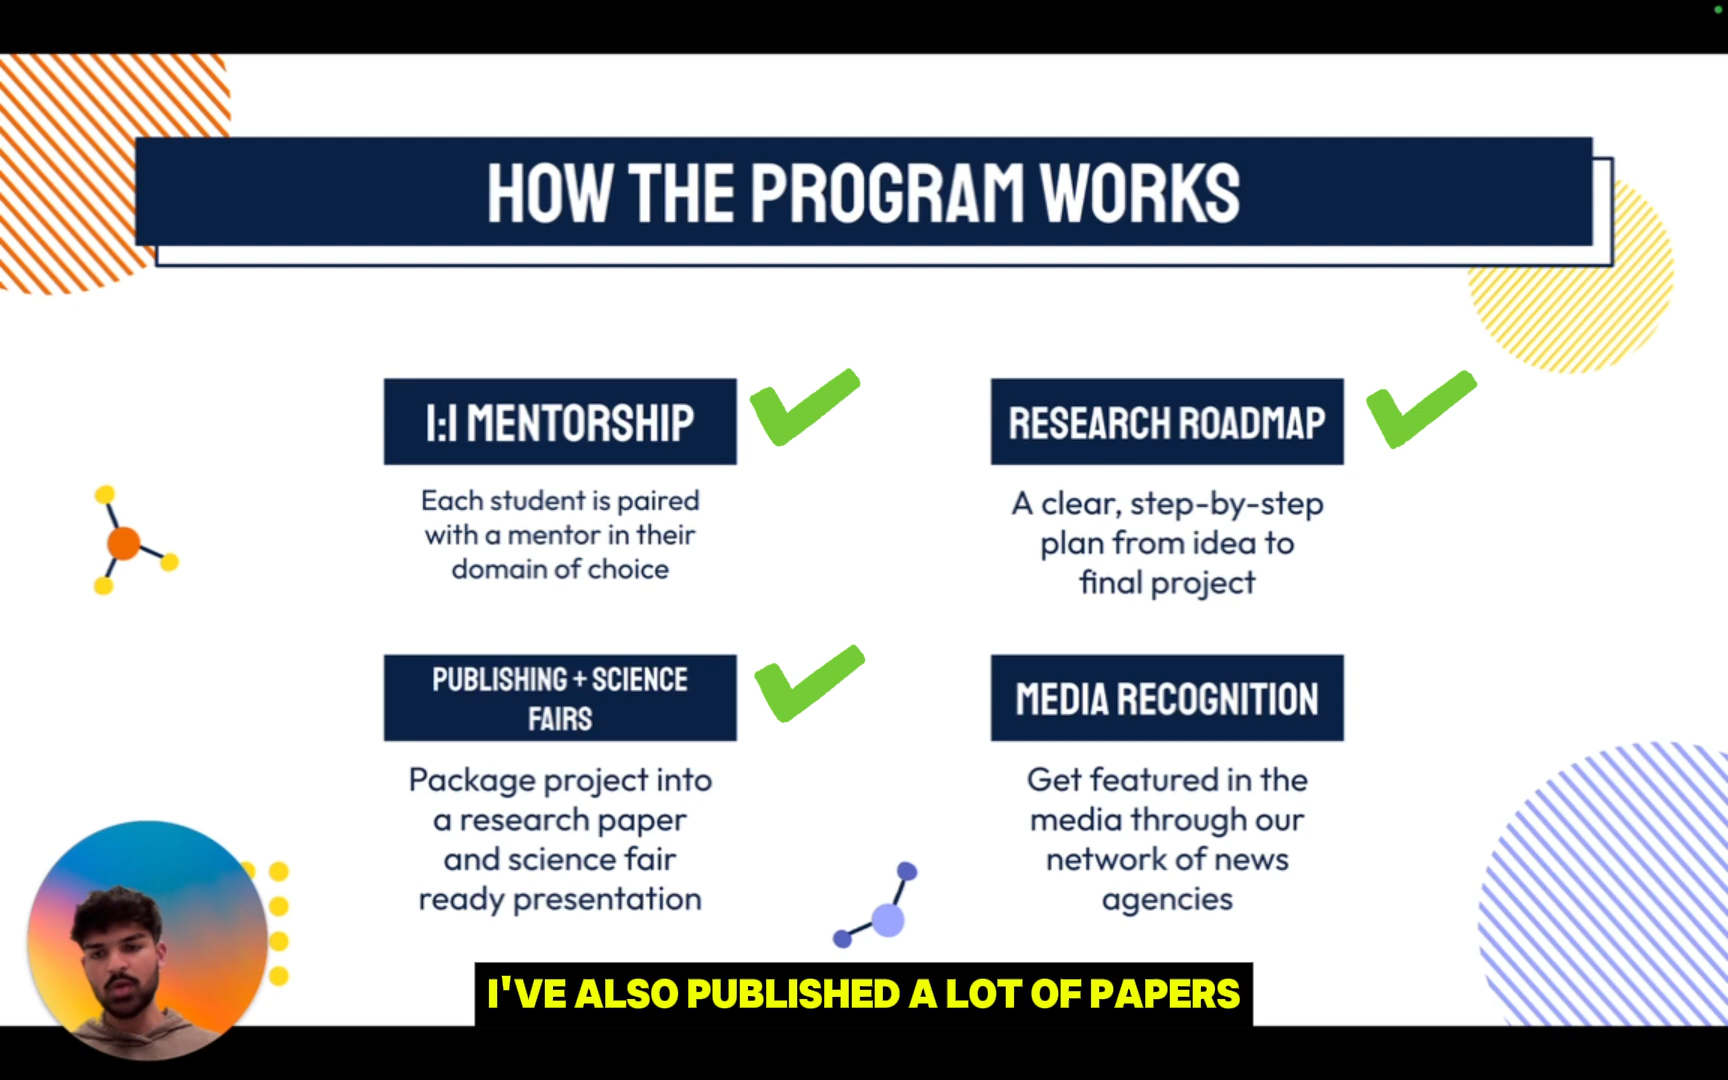 HOW THE PROGRAM WORKS
1:1 MENTORSHIP
Each student is paired
with a mentor in their
domain of choice
RESEARCH ROADMAP
A clear, step-by-step
plan from idea to
final project
PUBLISHING + SCIENCE
FAIRS
Package project into
a research paper
and science fair
ready presentation
MEDIA RECOGNITION
Get featured in the
media through our
network of news
agencies
I'VE ALSO PUBLISHED A LOT OF PAPERS